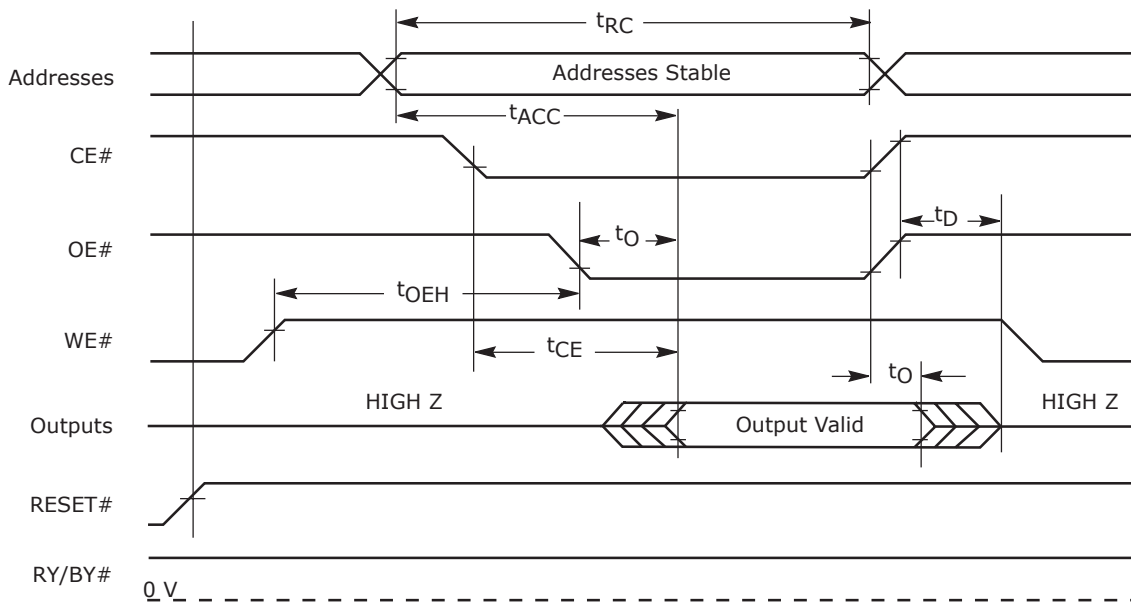 tRC
Addresses
Addresses Stable
tACC
CE#
OE#
tO
tD
tOEH
WE#
tCE
tO
HIGH Z
HIGH Z
Outputs
Output Valid
RESET#
RY/BY#
0 V